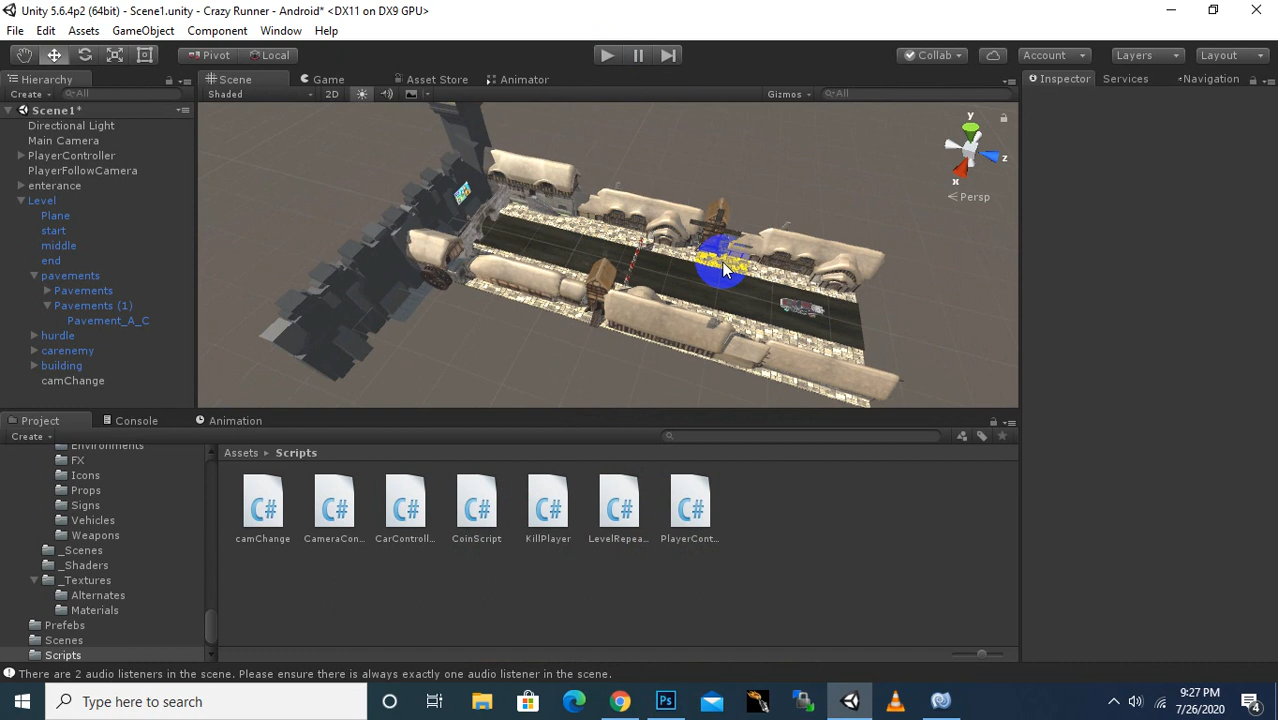 Unity 5.6.4p2 (64bit) - Scene1.unity - Crazy Runner - Android* <DX11 on DX9 GPU>
File Edit Assets GameObject Component Window Help
Pivot Local Collab Account Layers Layout
Hierarchy Scene Game Asset Store Animator Inspector Services Navigation
Create All Shaded 2D Gizmos All
Scene1*
Directional Light
Main Camera
PlayerController
PlayerFollowCamera
enterance
Level
Plane
start
middle
end
pavements
Pavements
Pavements (1)
Pavement_A_C
hurdle
carenemy
building
camChange
y
z
x
Persp
Project Console Animation
Create
Environments
FX
Icons
Props
Signs
Vehicles
Weapons
_Scenes
_Shaders
_Textures
Alternates
Materials
Prefebs
Scenes
Scripts
Assets Scripts
C# C# C# C# C# C# C#
camChange CameraCon... CarControll... CoinScript KillPlayer LevelRepea... PlayerCont...
There are 2 audio listeners in the scene. Please ensure there is always exactly one audio listener in the scene.
Type here to search
Ps
9:27 PM
7/26/2020
4